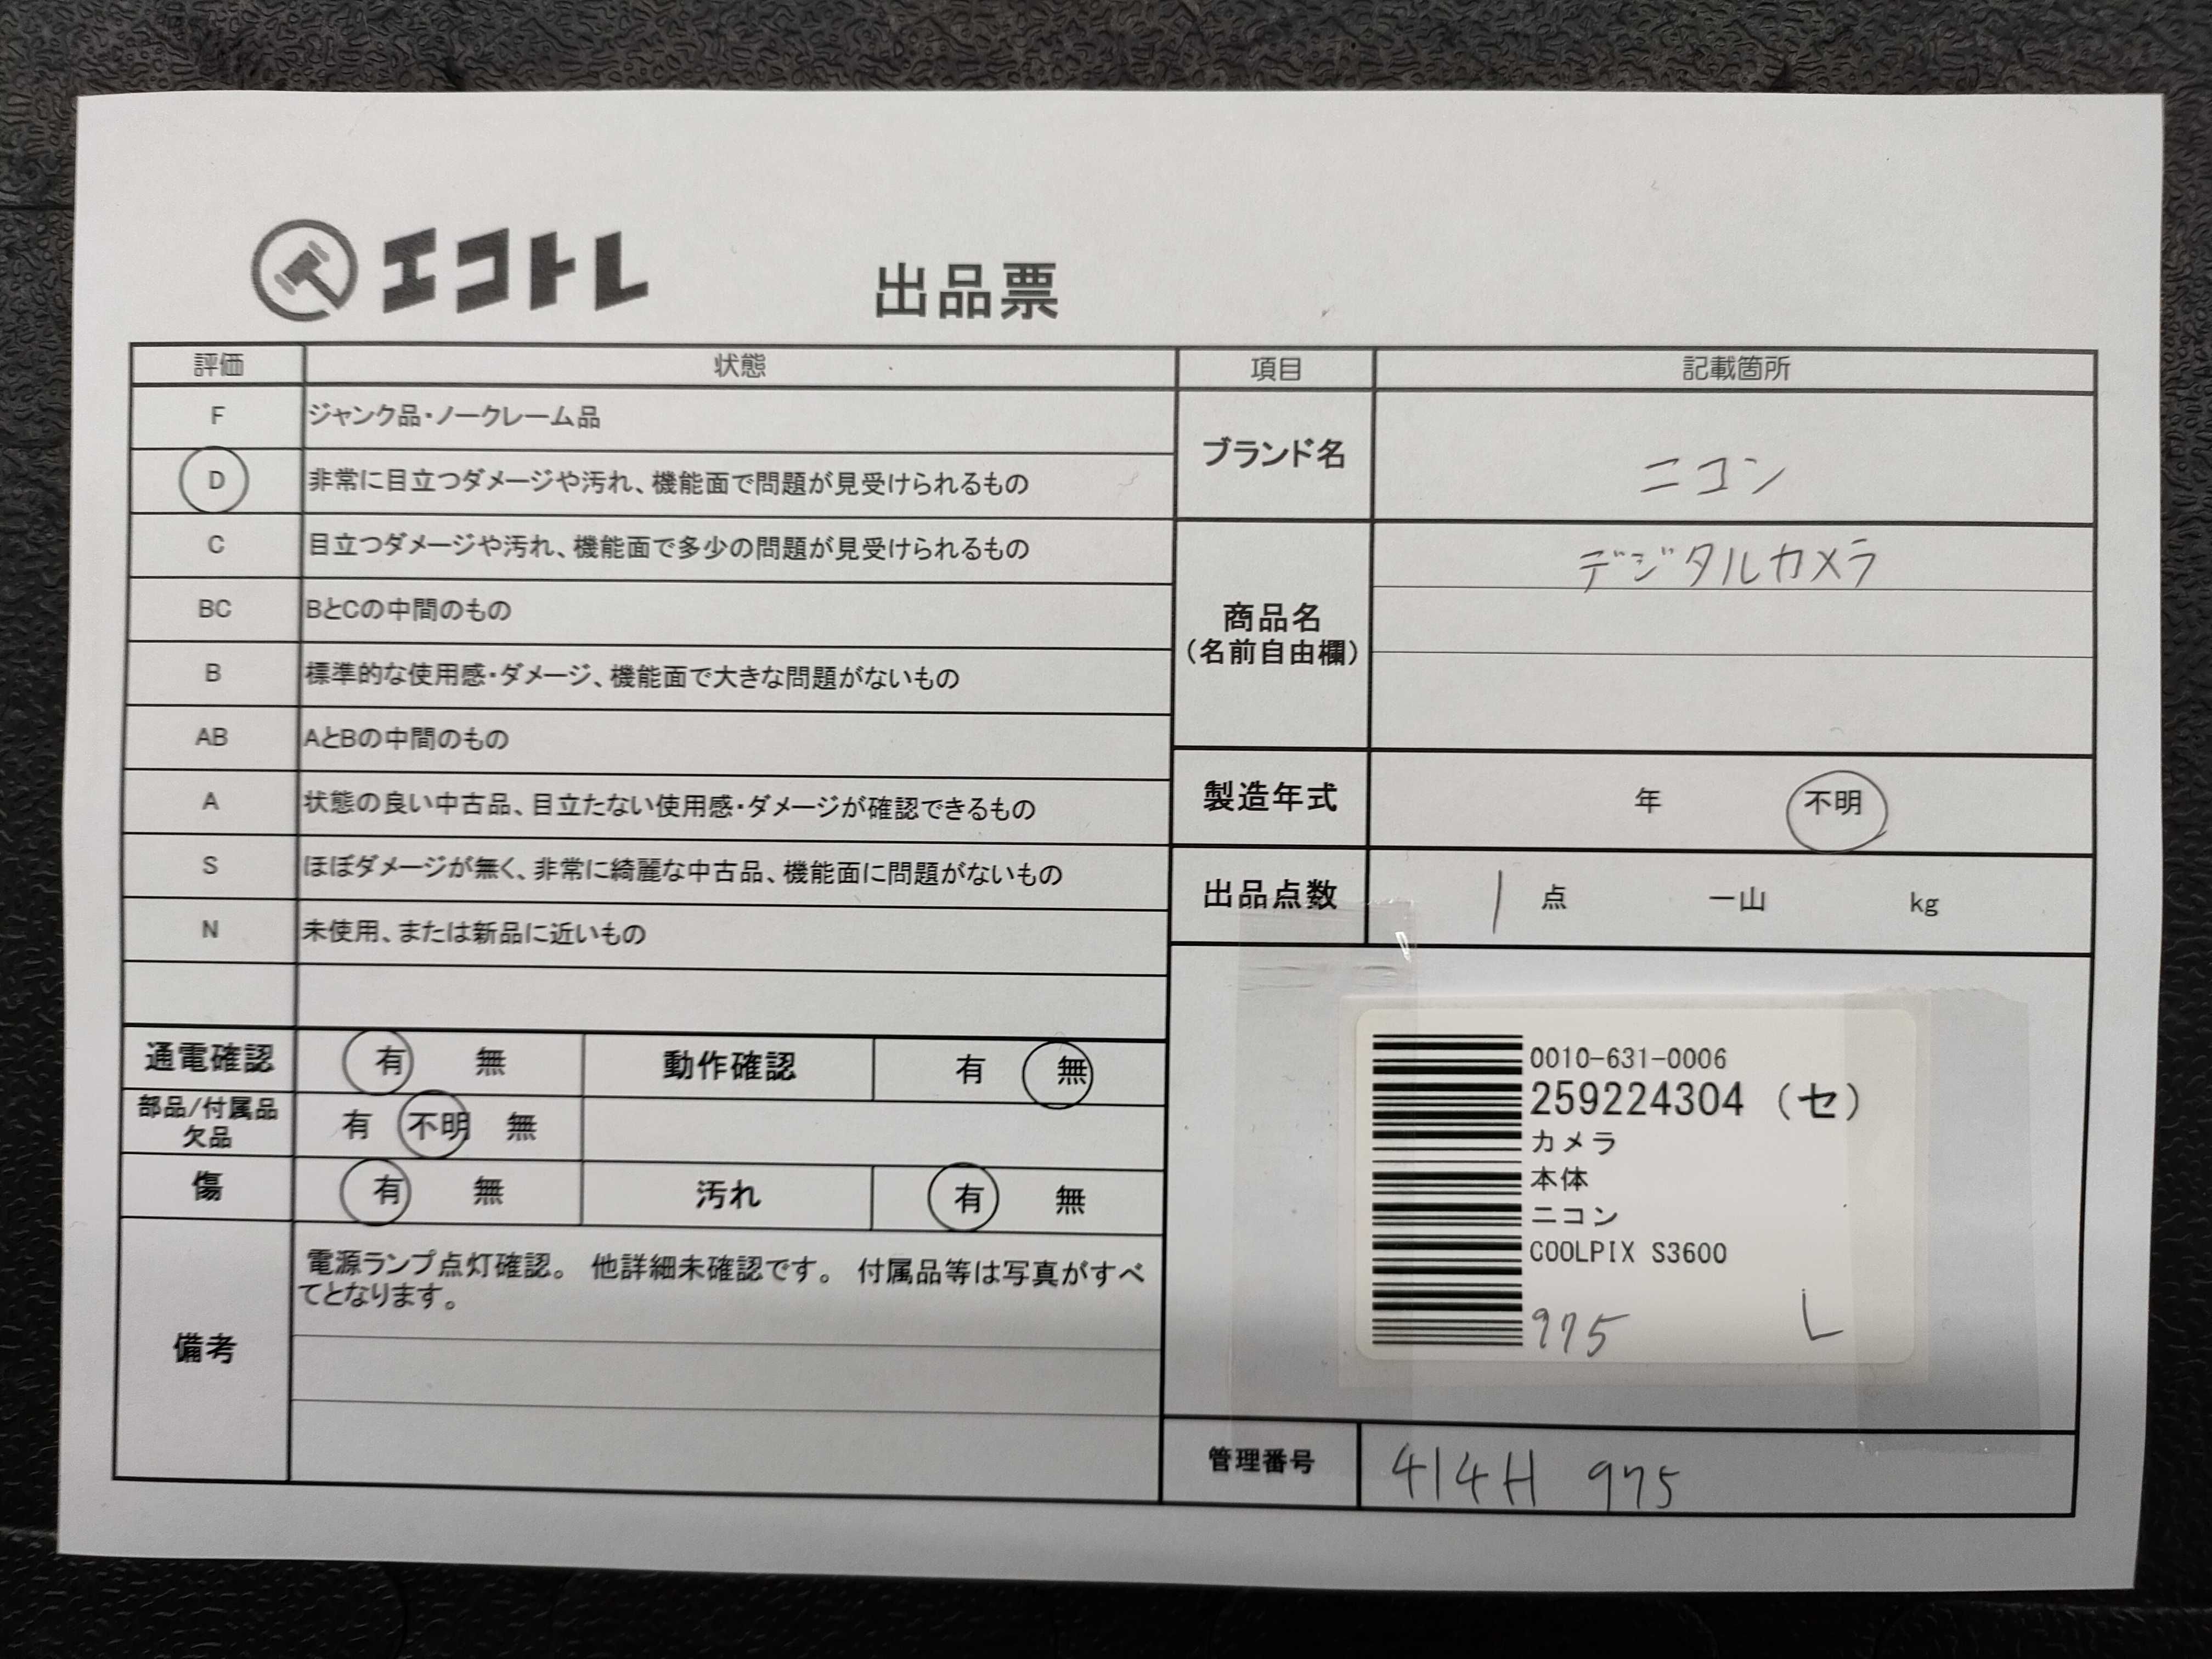 エコトレ
出品票
評価 状態
F ジャンク品・ノークレーム品
D 非常に目立つダメージや汚れ、機能面で問題が見受けられるもの
C 目立つダメージや汚れ、機能面で多少の問題が見受けられるもの
BC BとCの中間のもの
B 標準的な使用感・ダメージ、機能面で大きな問題がないもの
AB AとBの中間のもの
A 状態の良い中古品、目立たない使用感・ダメージが確認できるもの
S ほぼダメージが無く、非常に綺麗な中古品、機能面に問題がないもの
N 未使用、または新品に近いもの
通電確認 有 無 動作確認 有 無
部品/付属品
欠品 有 不明 無
傷 有 無 汚れ 有 無
備考
電源ランプ点灯確認。 他詳細未確認です。 付属品等は写真がすべ
てとなります。
項目 記載箇所
ブランド名 ニコン
商品名
(名前自由欄)
デジタルカメラ
製造年式 年 不明
出品点数 1 点 一山 kg
0010-631-0006
259224304 (セ)
カメラ
本体
ニコン
COOLPIX S3600
975 L
管理番号 414H 975